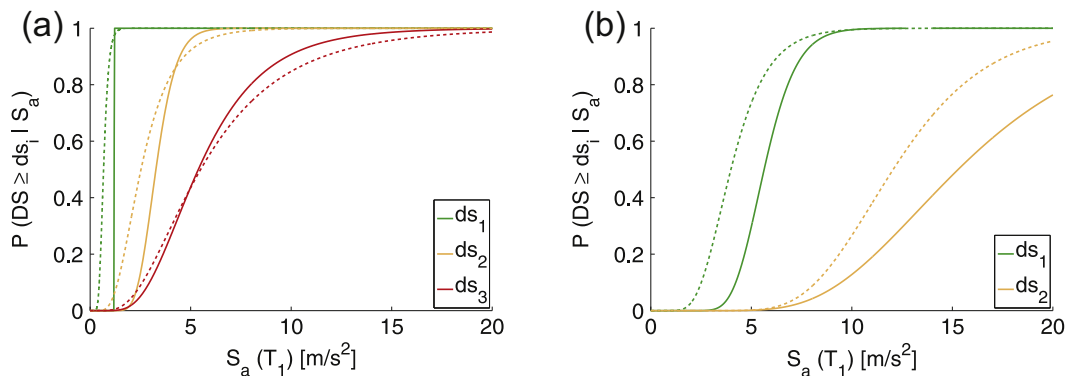 (a)
P (DS ≥ ds_i | S_a)
1
0.8
0.6
0.4
0.2
0
0 5 10 15 20
S_a (T_1) [m/s^2]
ds_1
ds_2
ds_3
(b)
P (DS ≥ ds_i | S_a)
1
0.8
0.6
0.4
0.2
0
0 5 10 15 20
S_a (T_1) [m/s^2]
ds_1
ds_2